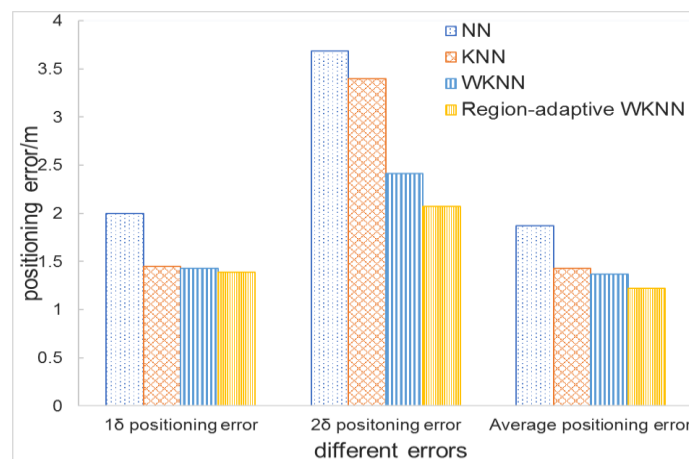 4
3.5
3
2.5
2
1.5
1
0.5
0
positioning error/m
NN
KNN
WKNN
Region-adaptive WKNN
1δ positioning error
2δ positoning error
Average positioning error
different errors